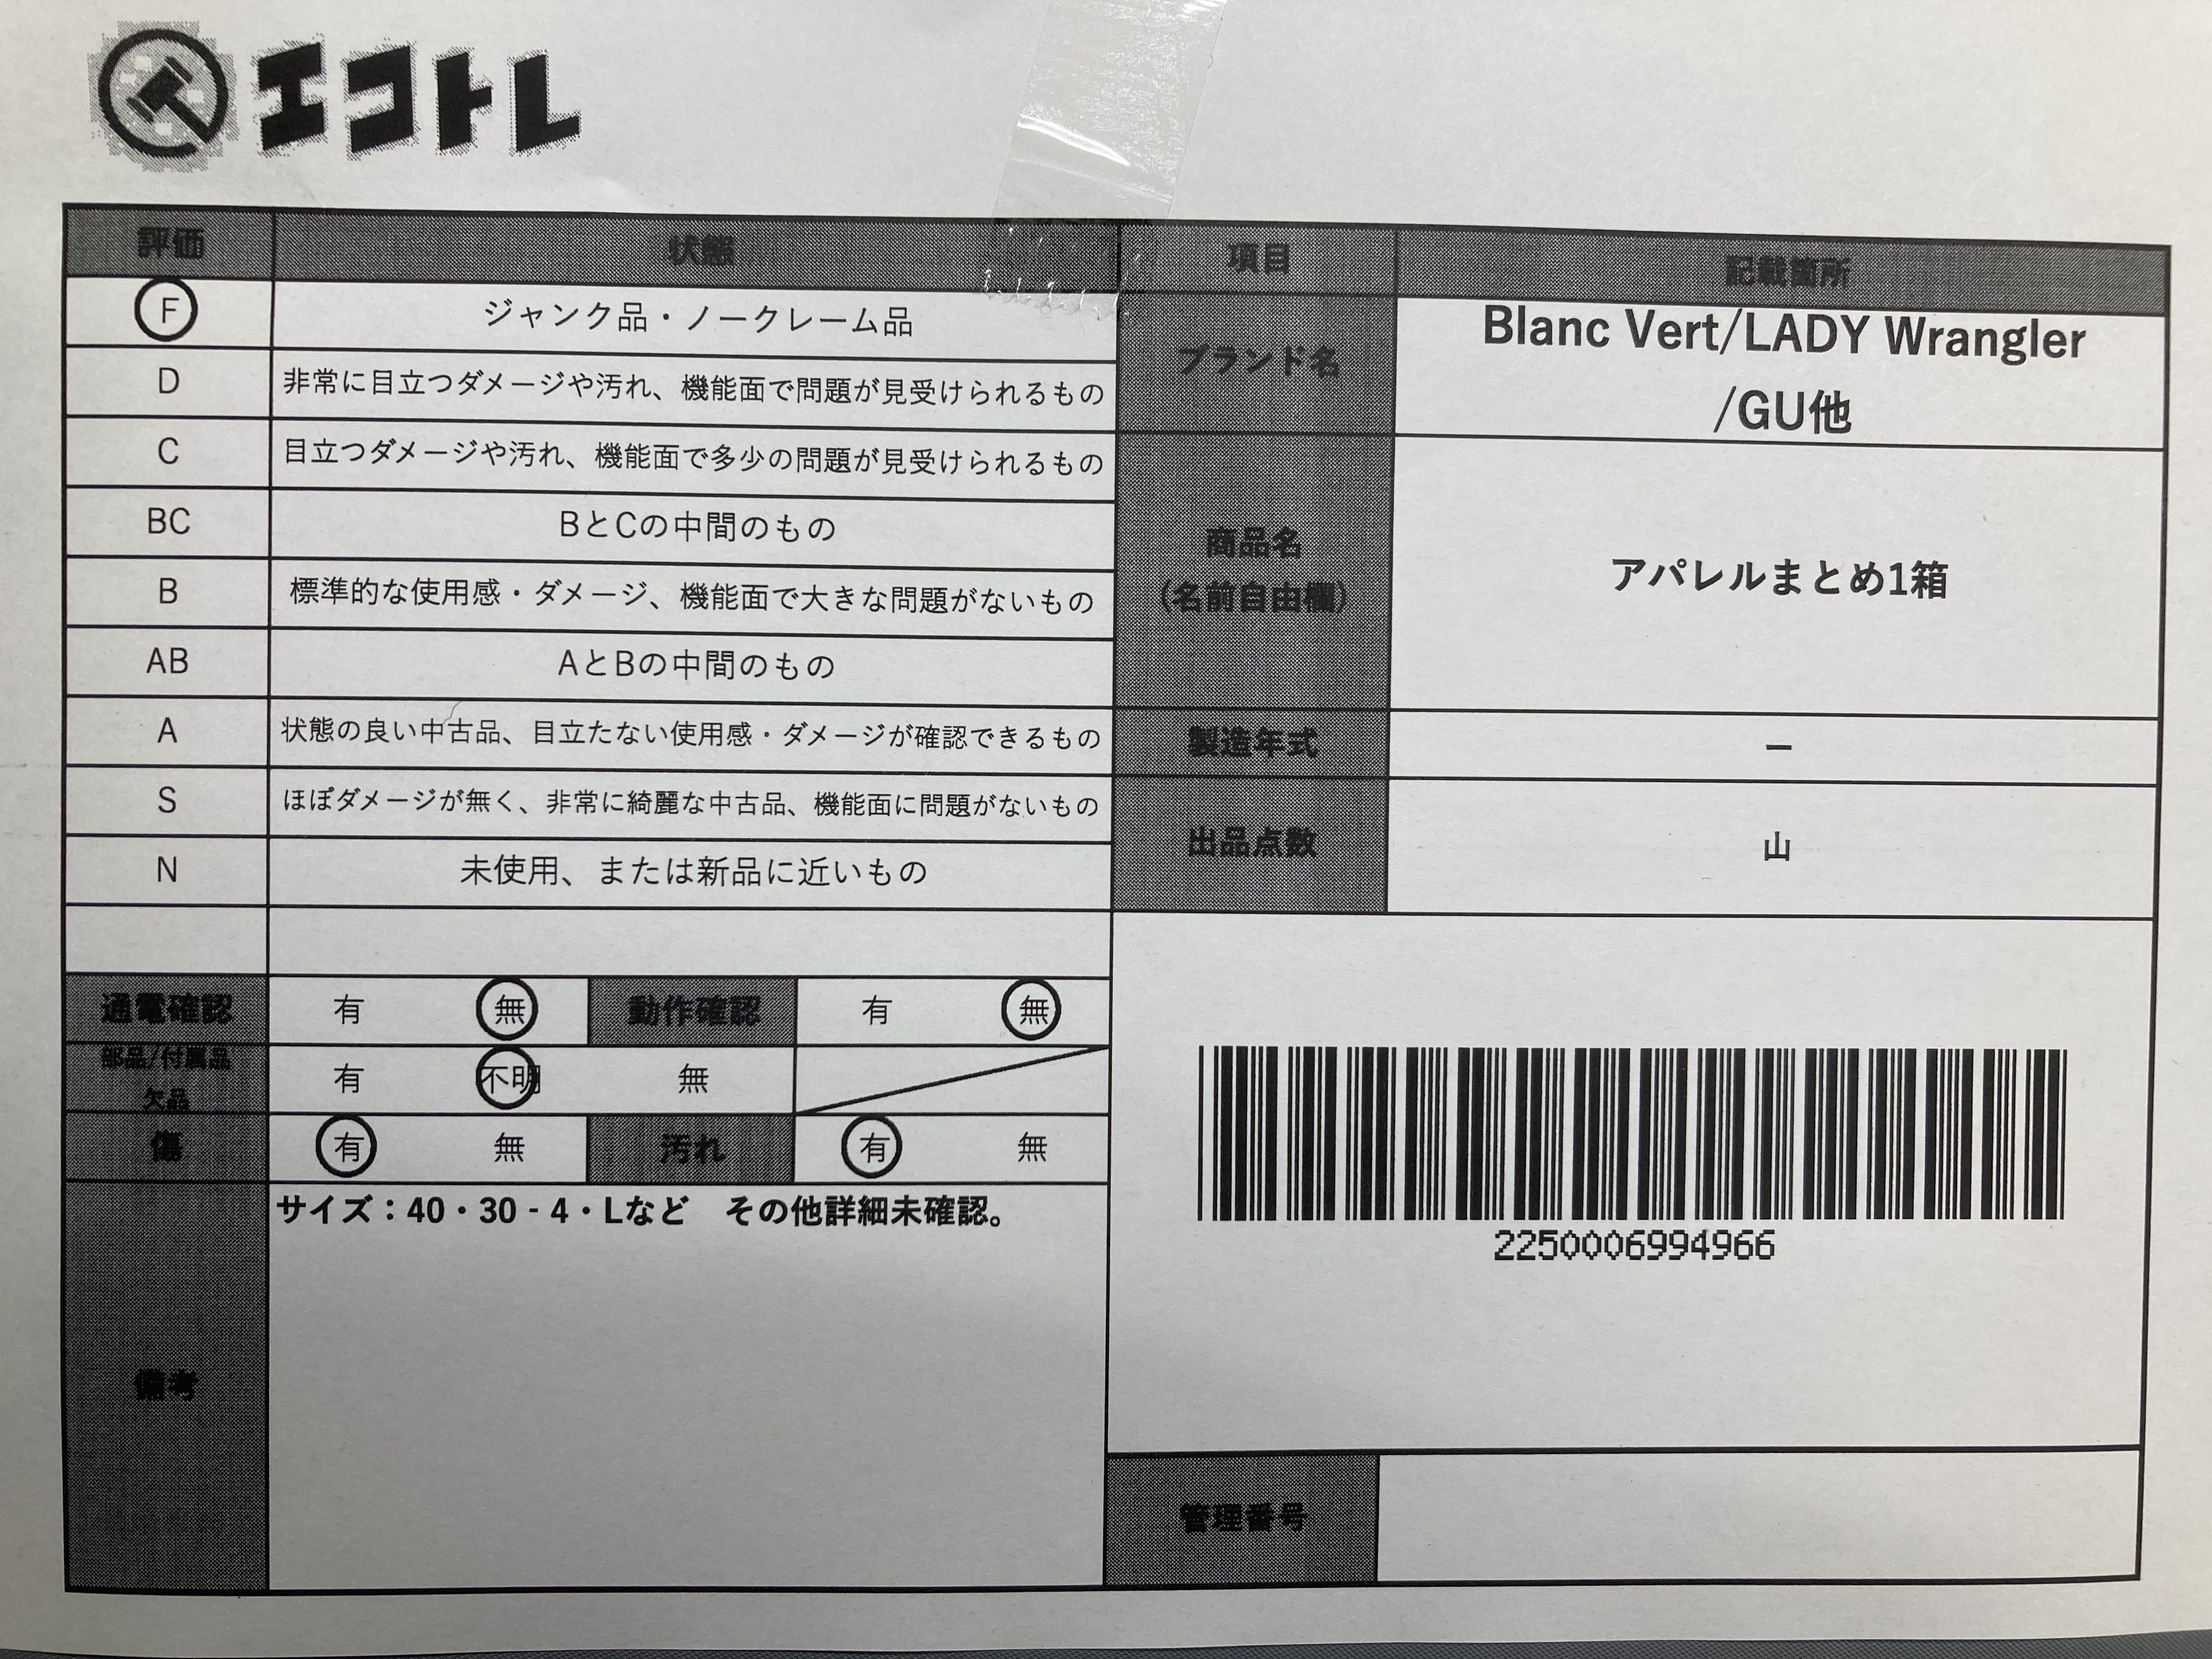 エコトレ
評価 状態 項目 記載箇所
F ジャンク品・ノークレーム品
D 非常に目立つダメージや汚れ、機能面で問題が見受けられるもの
C 目立つダメージや汚れ、機能面で多少の問題が見受けられるもの
BC BとCの中間のもの
B 標準的な使用感・ダメージ、機能面で大きな問題がないもの
AB AとBの中間のもの
A 状態の良い中古品、目立たない使用感・ダメージが確認できるもの
S ほぼダメージが無く、非常に綺麗な中古品、機能面に問題がないもの
N 未使用、または新品に近いもの
ブランド名 Blanc Vert/LADY Wrangler
/GU他
商品名
(名前自由欄)
アパレルまとめ1箱
製造年式 ー
出品点数 山
通電確認 有 無 動作確認 有 無
部品/付属品
欠品
有 不明 無
傷 有 無 汚れ 有 無
備考
サイズ：40・30 - 4・Lなど　その他詳細未確認。
2250006994966
管理番号